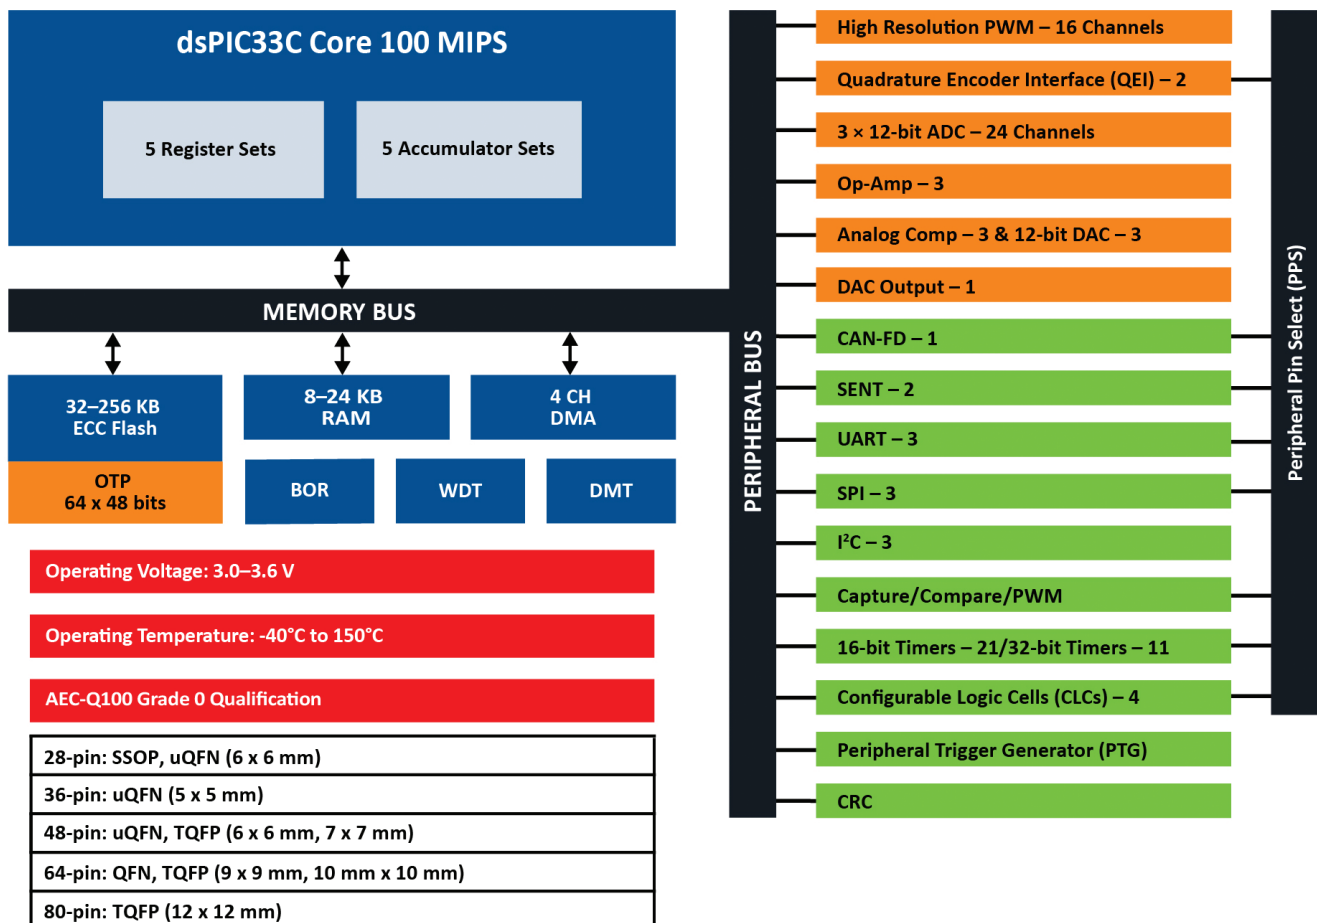 dsPIC33C Core 100 MIPS
5 Register Sets
5 Accumulator Sets
MEMORY BUS
32–256 KB
ECC Flash
OTP
64 x 48 bits
8–24 KB
RAM
4 CH
DMA
BOR
WDT
DMT
Operating Voltage: 3.0–3.6 V
Operating Temperature: -40°C to 150°C
AEC-Q100 Grade 0 Qualification
28-pin: SSOP, uQFN (6 x 6 mm)
36-pin: uQFN (5 x 5 mm)
48-pin: uQFN, TQFP (6 x 6 mm, 7 x 7 mm)
64-pin: QFN, TQFP (9 x 9 mm, 10 mm x 10 mm)
80-pin: TQFP (12 x 12 mm)
PERIPHERAL BUS
High Resolution PWM – 16 Channels
Quadrature Encoder Interface (QEI) – 2
3 × 12-bit ADC – 24 Channels
Op-Amp – 3
Analog Comp – 3 & 12-bit DAC – 3
DAC Output – 1
CAN-FD – 1
SENT – 2
UART – 3
SPI – 3
I²C – 3
Capture/Compare/PWM
16-bit Timers – 21/32-bit Timers – 11
Configurable Logic Cells (CLCs) – 4
Peripheral Trigger Generator (PTG)
CRC
Peripheral Pin Select (PPS)